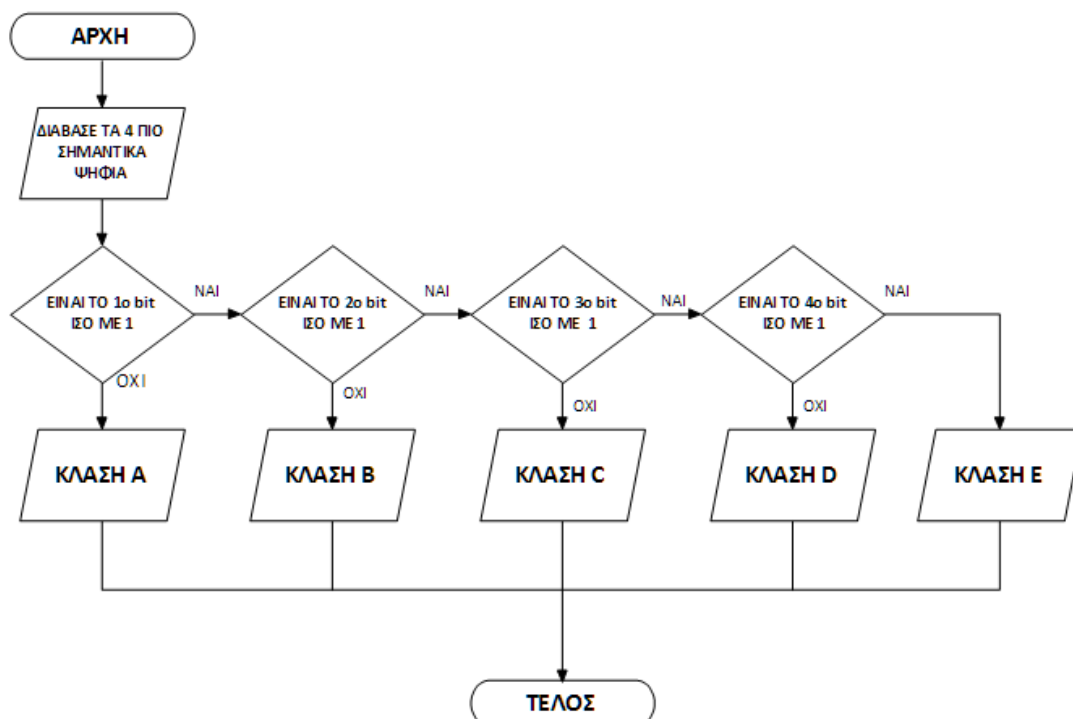 ΑΡΧΗ
ΔΙΑΒΑΣΕ ΤΑ 4 ΠΙΟ
ΣΗΜΑΝΤΙΚΑ
ΨΗΦΙΑ
ΕΙΝΑΙ ΤΟ 1ο bit
ΙΣΟ ΜΕ 1
ΝΑΙ
ΕΙΝΑΙ ΤΟ 2ο bit
ΙΣΟ ΜΕ 1
ΝΑΙ
ΕΙΝΑΙ ΤΟ 3ο bit
ΙΣΟ ΜΕ 1
ΝΑΙ
ΕΙΝΑΙ ΤΟ 4ο bit
ΙΣΟ ΜΕ 1
ΝΑΙ
ΟΧΙ
ΟΧΙ
ΟΧΙ
ΟΧΙ
ΚΛΑΣΗ A
ΚΛΑΣΗ B
ΚΛΑΣΗ C
ΚΛΑΣΗ D
ΚΛΑΣΗ E
ΤΕΛΟΣ